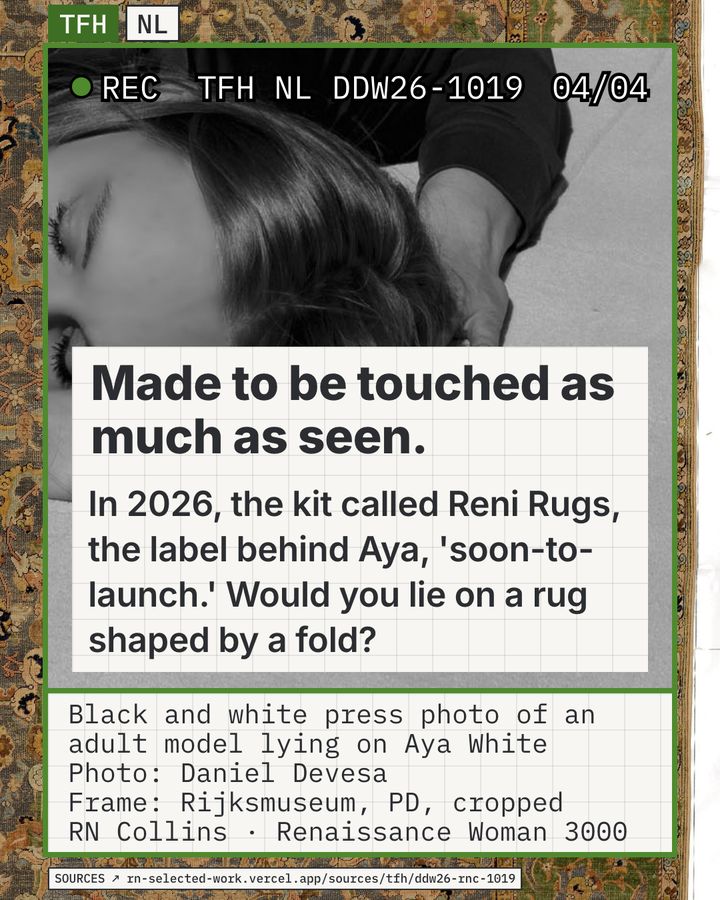 TFH NL
REC TFH NL DDW26-1019 04/04
Made to be touched as
much as seen.
In 2026, the kit called Reni Rugs,
the label behind Aya, 'soon-to-
launch.' Would you lie on a rug
shaped by a fold?
Black and white press photo of an
adult model lying on Aya White
Photo: Daniel Devesa
Frame: Rijksmuseum, PD, cropped
RN Collins · Renaissance Woman 3000
SOURCES ↗ rn-selected-work.vercel.app/sources/tfh/ddw26-rnc-1019